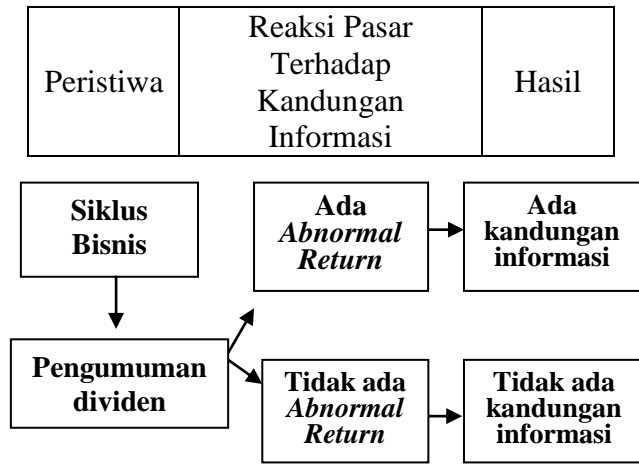 Peristiwa
Reaksi Pasar
Terhadap
Kandungan
Informasi
Hasil
Siklus
Bisnis
Ada
Abnormal
Return
Ada
kandungan
informasi
Pengumuman
dividen
Tidak ada
Abnormal
Return
Tidak ada
kandungan
informasi